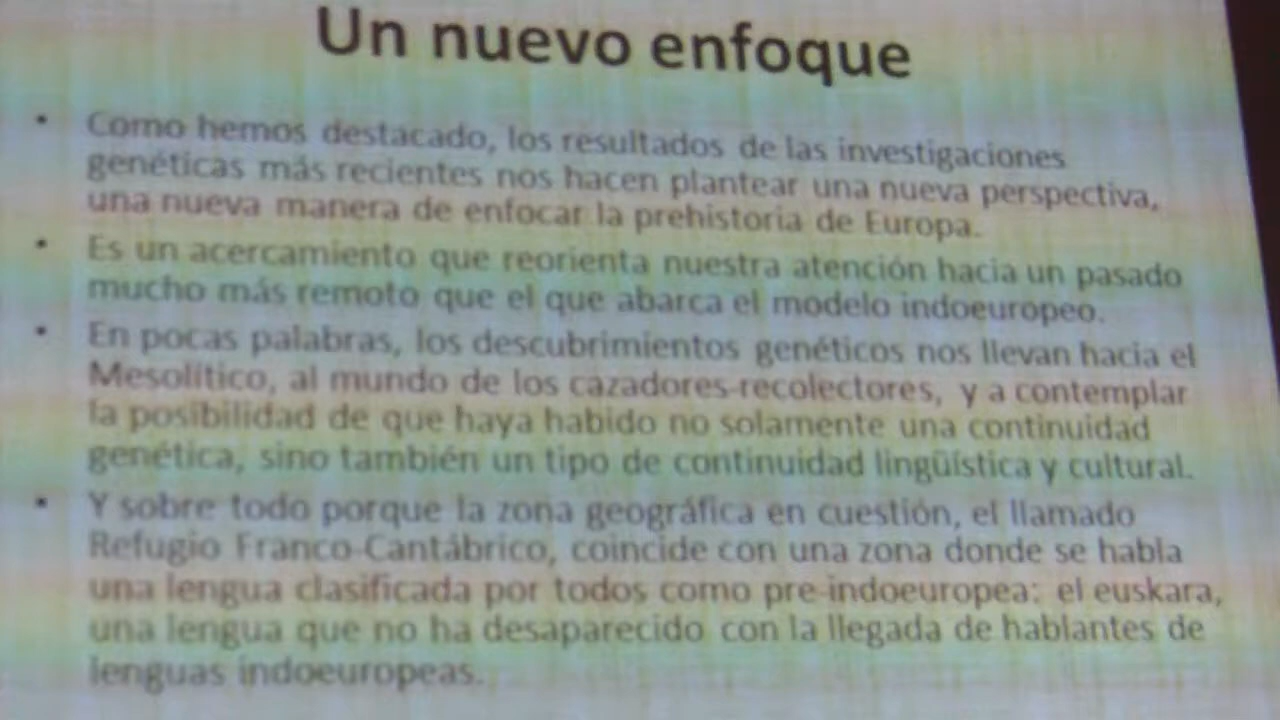 Un nuevo enfoque
• Como hemos destacado, los resultados de las investigaciones
genéticas más recientes nos hacen plantear una nueva perspectiva,
una nueva manera de enfocar la prehistoria de Europa.
• Es un acercamiento que reorienta nuestra atención hacia un pasado
mucho más remoto que el que abarca el modelo indoeuropeo.
• En pocas palabras, los descubrimientos genéticos nos llevan hacia el
Mesolítico, al mundo de los cazadores-recolectores, y a contemplar
la posibilidad de que haya habido no solamente una continuidad
genética, sino también un tipo de continuidad lingüística y cultural.
• Y sobre todo porque la zona geográfica en cuestión, el llamado
Refugio Franco-Cantábrico, coincide con una zona donde se habla
una lengua clasificada por todos como pre-indoeuropea: el euskara,
una lengua que no ha desaparecido con la llegada de hablantes de
lenguas indoeuropeas.